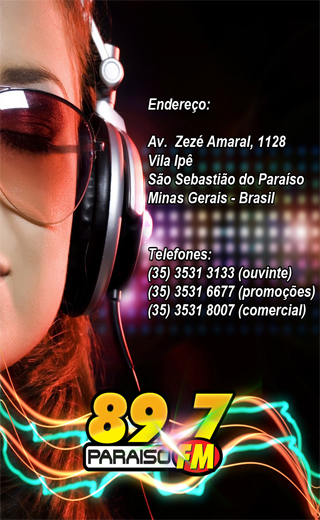 Endereço:
Av. Zezé Amaral, 1128
Vila Ipê
São Sebastião do Paraíso
Minas Gerais - Brasil
Telefones:
(35) 3531 3133 (ouvinte)
(35) 3531 6677 (promoções)
(35) 3531 8007 (comercial)
89,7
PARAISO FM